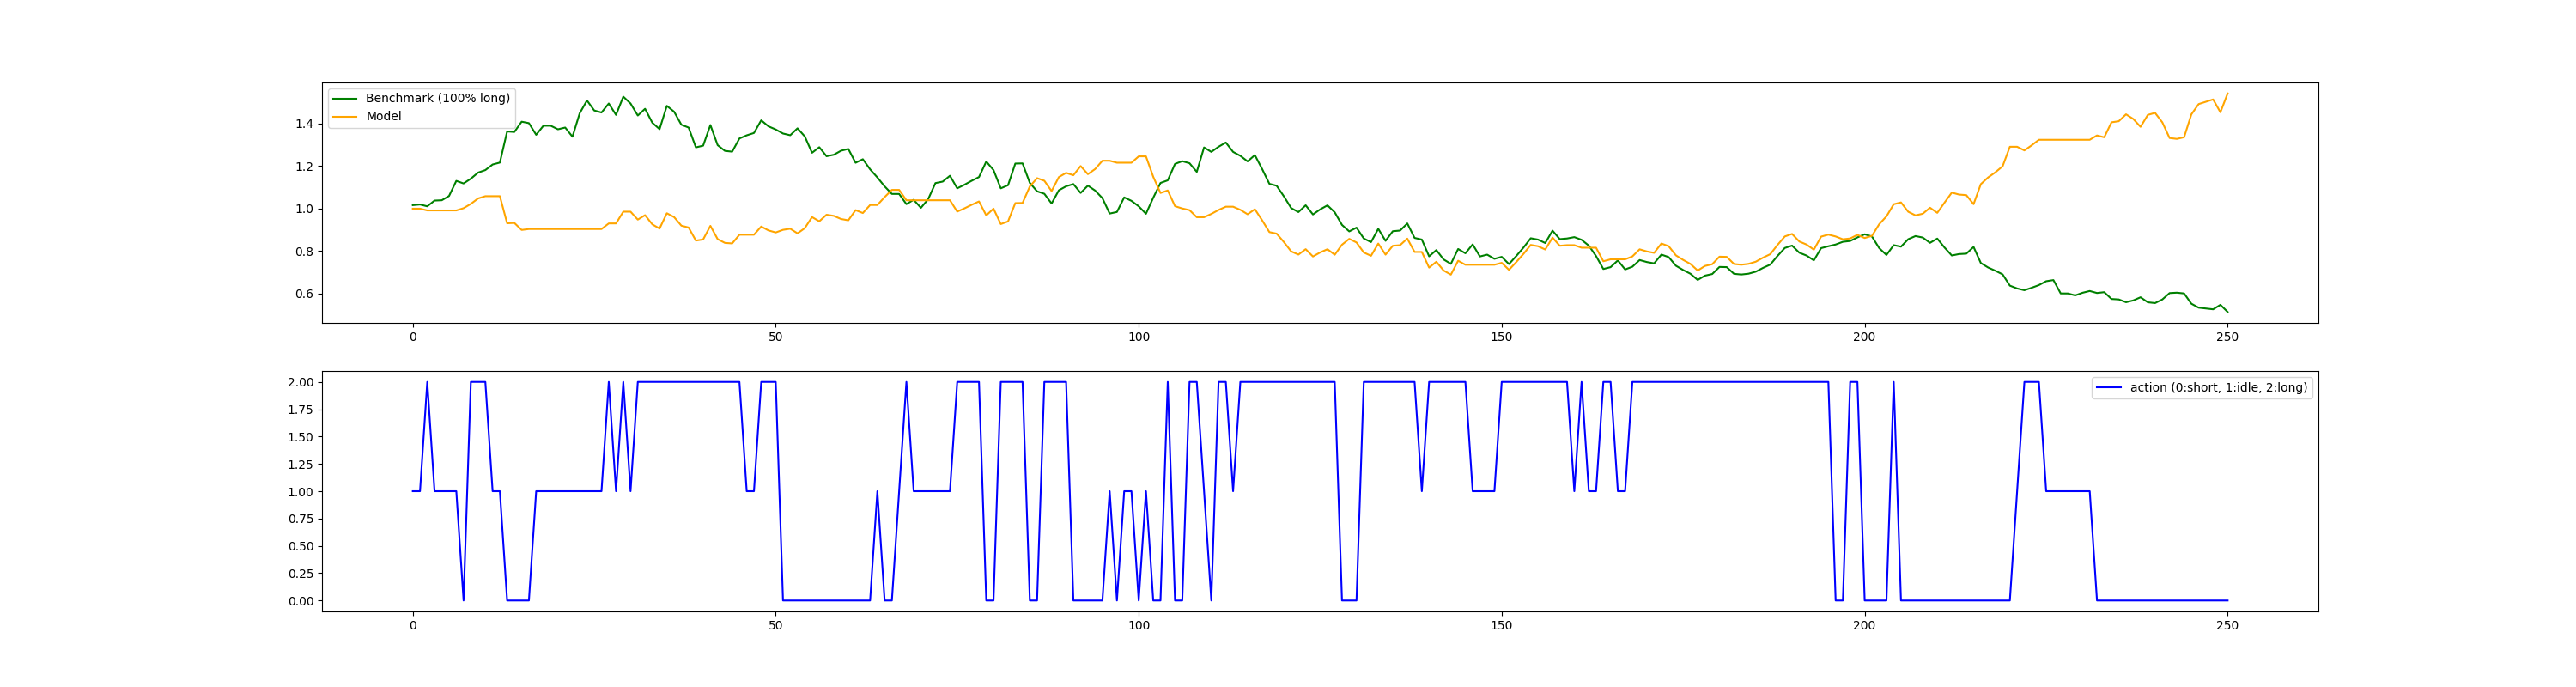 Benchmark (100% long)
Model
1.4
1.2
1.0
0.8
0.6
0 50 100 150 200 250
action (0:short, 1:idle, 2:long)
2.00
1.75
1.50
1.25
1.00
0.75
0.50
0.25
0.00
0 50 100 150 200 250